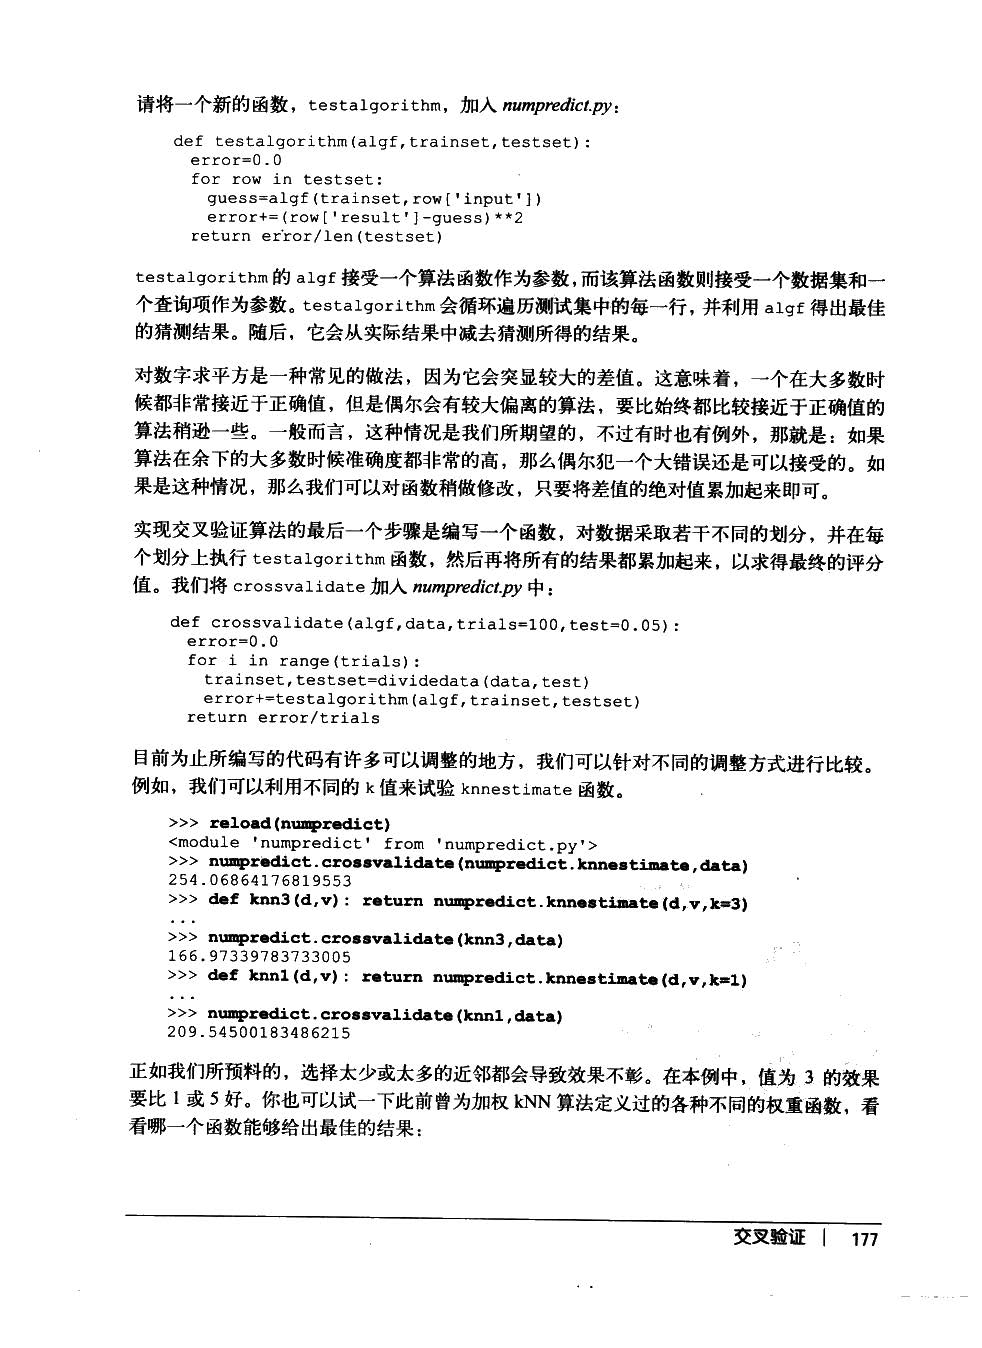 请将一个新的函数，testalgorithm，加入 numpredict.py：
def testalgorithm(algf,trainset,testset):
error=0.0
for row in testset:
guess=algf(trainset,row['input'])
error+=(row['result']-guess)**2
return error/len(testset)
testalgorithm 的 algf 接受一个算法函数作为参数，而该算法函数则接受一个数据集和一
个查询项作为参数。testalgorithm 会循环遍历测试集中的每一行，并利用 algf 得出最佳
的猜测结果。随后，它会从实际结果中减去猜测所得的结果。
对数字求平方是一种常见的做法，因为它会突显较大的差值。这意味着，一个在大多数时
候都非常接近于正确值，但是偶尔会有较大偏离的算法，要比始终都比较接近于正确值的
算法稍逊一些。一般而言，这种情况是我们所期望的，不过有时也有例外，那就是：如果
算法在余下的大多数时候准确度都非常的高，那么偶尔犯一个大错误还是可以接受的。如
果是这种情况，那么我们可以对函数稍做修改，只要将差值的绝对值累加起来即可。
实现交叉验证算法的最后一个步骤是编写一个函数，对数据采取若干不同的划分，并在每
个划分上执行 testalgorithm 函数，然后再将所有的结果都累加起来，以求得最终的评分
值。我们将 crossvalidate 加入 numpredict.py 中：
def crossvalidate(algf,data,trials=100,test=0.05):
error=0.0
for i in range(trials):
trainset,testset=dividedata(data,test)
error+=testalgorithm(algf,trainset,testset)
return error/trials
目前为止所编写的代码有许多可以调整的地方，我们可以针对不同的调整方式进行比较。
例如，我们可以利用不同的 k 值来试验 knnestimate 函数。
>>> reload(numpredict)
<module 'numpredict' from 'numpredict.py'>
>>> numpredict.crossvalidate(numpredict.knnestimate,data)
254.06864176819553
>>> def knn3(d,v): return numpredict.knnestimate(d,v,k=3)
...
>>> numpredict.crossvalidate(knn3,data)
166.97339783733005
>>> def knn1(d,v): return numpredict.knnestimate(d,v,k=1)
...
>>> numpredict.crossvalidate(knn1,data)
209.54500183486215
正如我们所预料的，选择太少或太多的近邻都会导致效果不彰。在本例中，值为 3 的效果
要比 1 或 5 好。你也可以试一下此前曾为加权 kNN 算法定义过的各种不同的权重函数，看
看哪一个函数能够给出最佳的结果：
交叉验证 | 177